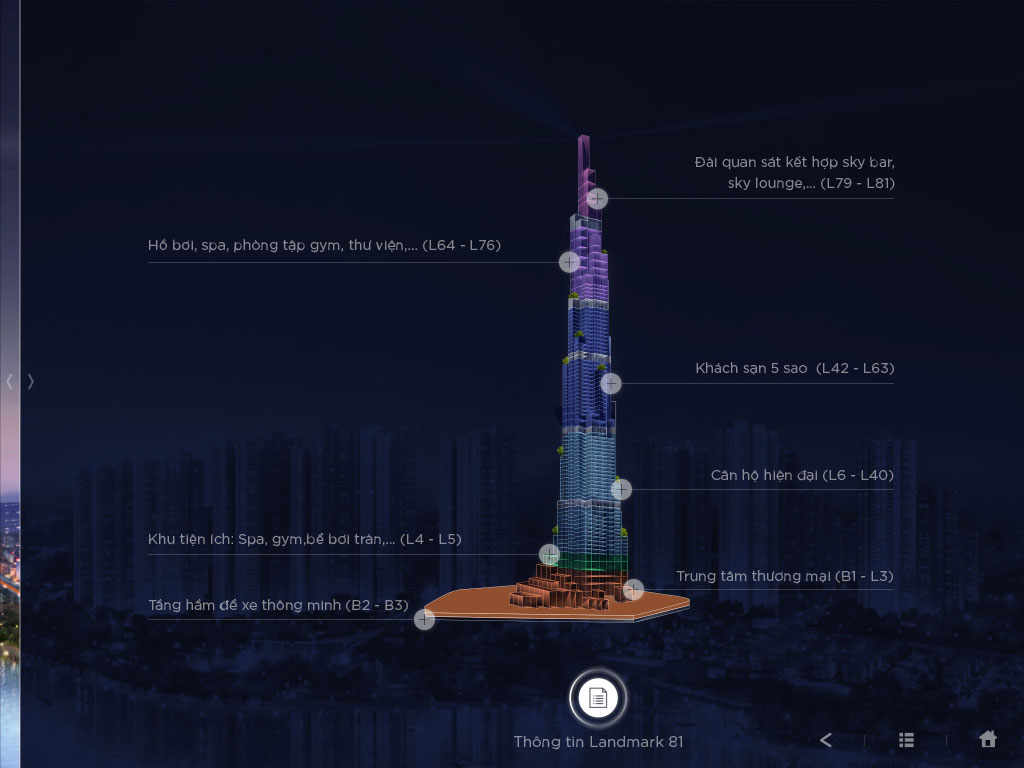 Đài quan sát kết hợp sky bar,
sky lounge,... (L79 - L81)
Hồ bơi, spa, phòng tập gym, thư viện,... (L64 - L76)
Khách sạn 5 sao (L42 - L63)
Căn hộ hiện đại (L6 - L40)
Khu tiện ích: Spa, gym,bể bơi tràn,... (L4 - L5)
Trung tâm thương mại (B1 - L3)
Tầng hầm để xe thông minh (B2 - B3)
Thông tin Landmark 81